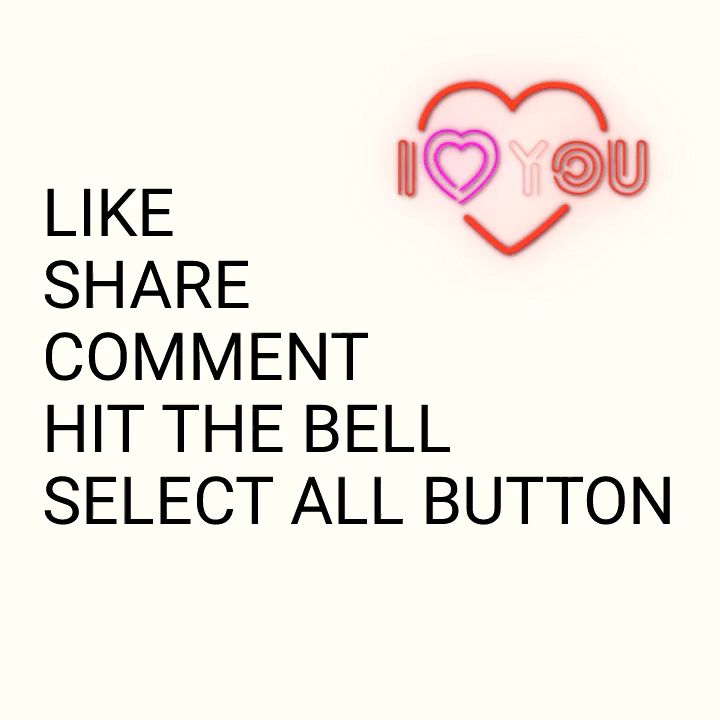 I YOU
LIKE
SHARE
COMMENT
HIT THE BELL
SELECT ALL BUTTON